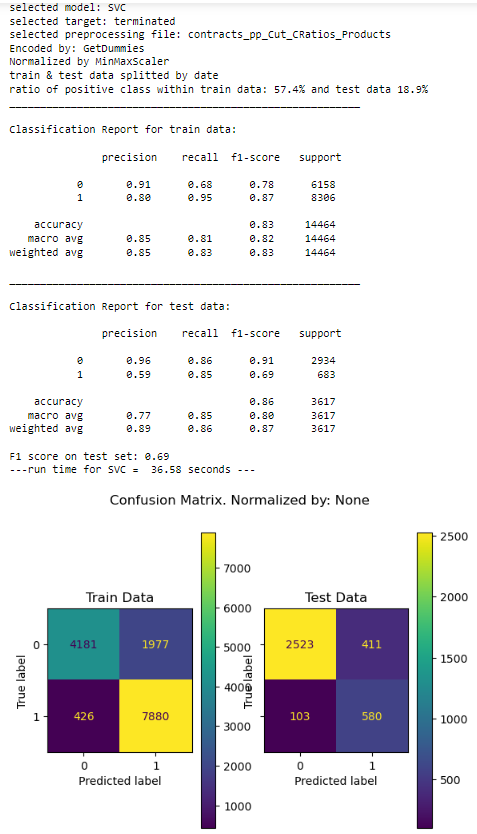 selected model: SVC
selected target: terminated
selected preprocessing file: contracts_pp_Cut_CRatios_Products
Encoded by: GetDummies
Normalized by MinMaxScaler
train & test data splitted by date
ratio of positive class within train data: 57.4% and test data 18.9%
Classification Report for train data:
precision recall f1-score support
0 0.91 0.68 0.78 6158
1 0.80 0.95 0.87 8306
accuracy 0.83 14464
macro avg 0.85 0.81 0.82 14464
weighted avg 0.85 0.83 0.83 14464
Classification Report for test data:
precision recall f1-score support
0 0.96 0.86 0.91 2934
1 0.59 0.85 0.69 683
accuracy 0.86 3617
macro avg 0.77 0.85 0.80 3617
weighted avg 0.89 0.86 0.87 3617
F1 score on test set: 0.69
---run time for SVC = 36.58 seconds ---
Confusion Matrix. Normalized by: None
Train Data
True label
0
1
4181 1977
426 7880
0 1
Predicted label
7000
6000
5000
4000
3000
2000
1000
Test Data
True label
2523 411
103 580
0 1
Predicted label
2500
2000
1500
1000
500